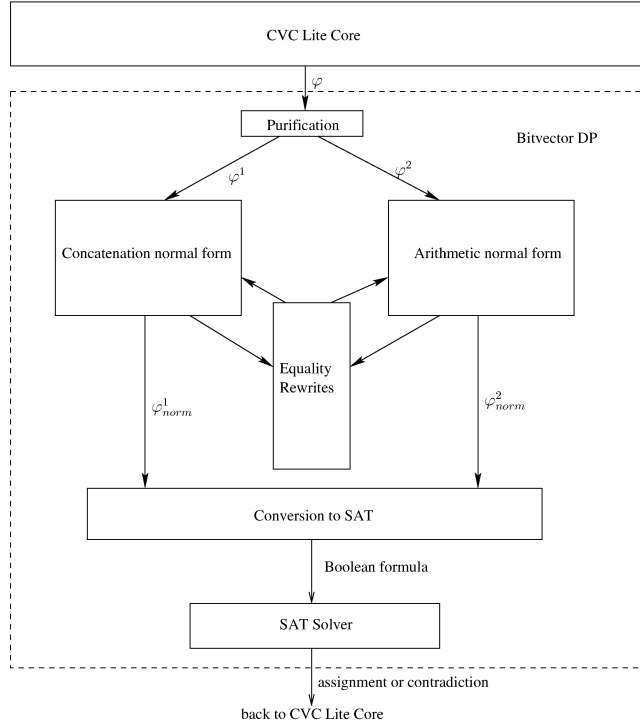 CVC Lite Core
φ
Purification
Bitvector DP
φ¹
φ²
Concatenation normal form
Arithmetic normal form
Equality
Rewrites
φ¹norm
φ²norm
Conversion to SAT
Boolean formula
SAT Solver
assignment or contradiction
back to CVC Lite Core